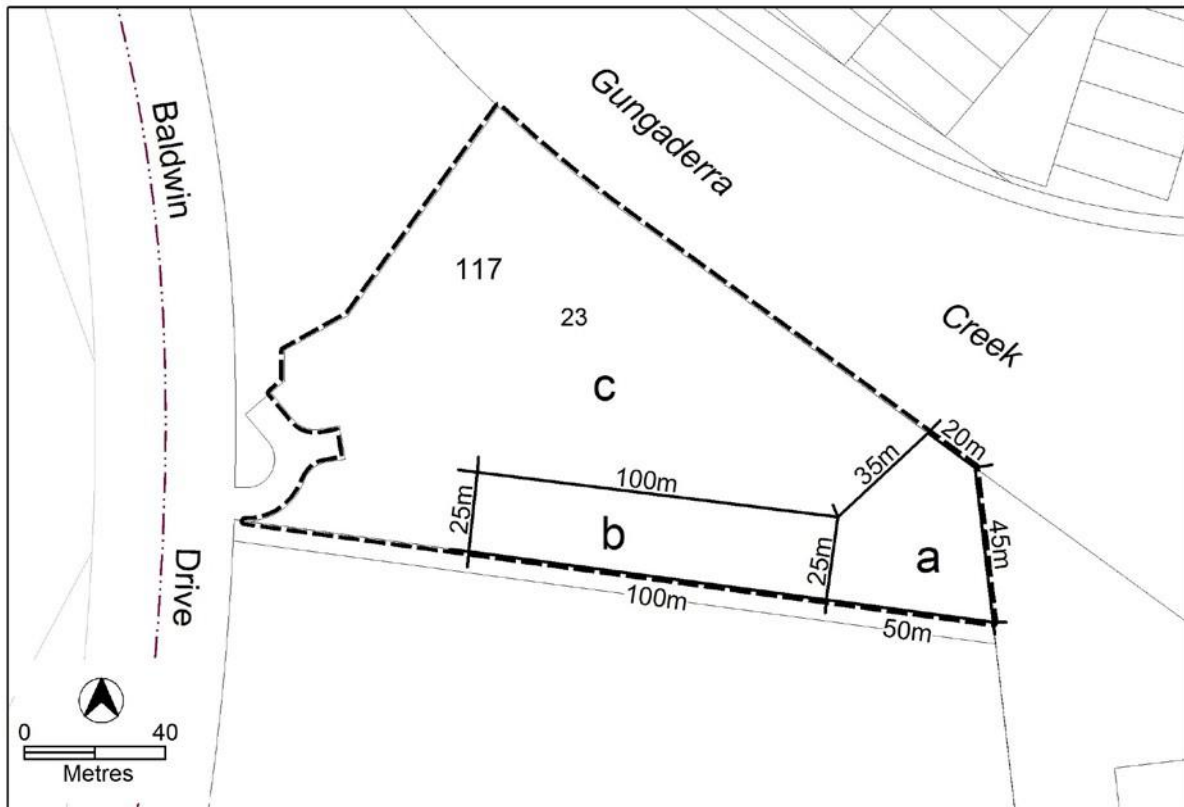 Baldwin
Drive
Gungaderra
Creek
117
23
c
20m
35m
100m
25m
b
25m
a
45m
100m
50m
0 40
Metres